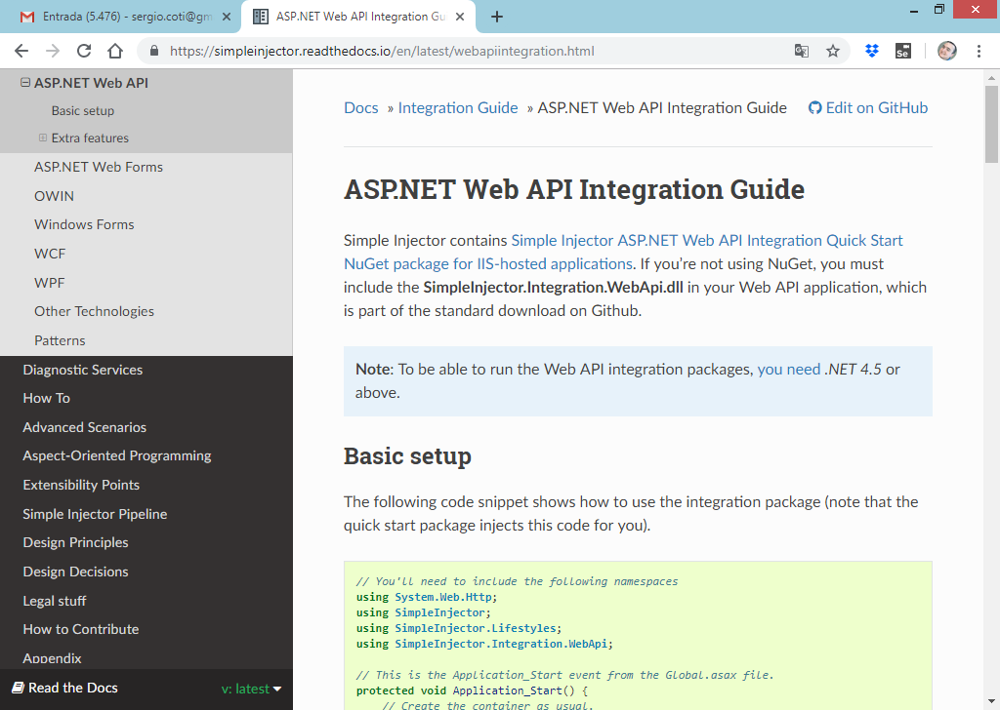 Entrada (5.476) - sergio.coti@gm
ASP.NET Web API Integration Gu
https://simpleinjector.readthedocs.io/en/latest/webapiintegration.html
Se
ASP.NET Web API
Basic setup
Extra features
ASP.NET Web Forms
OWIN
Windows Forms
WCF
WPF
Other Technologies
Patterns
Diagnostic Services
How To
Advanced Scenarios
Aspect-Oriented Programming
Extensibility Points
Simple Injector Pipeline
Design Principles
Design Decisions
Legal stuff
How to Contribute
Appendix
Read the Docs v: latest
Docs » Integration Guide » ASP.NET Web API Integration Guide Edit on GitHub
ASP.NET Web API Integration Guide
Simple Injector contains Simple Injector ASP.NET Web API Integration Quick Start
NuGet package for IIS-hosted applications. If you’re not using NuGet, you must
include the SimpleInjector.Integration.WebApi.dll in your Web API application, which
is part of the standard download on Github.
Note: To be able to run the Web API integration packages, you need .NET 4.5 or
above.
Basic setup
The following code snippet shows how to use the integration package (note that the
quick start package injects this code for you).
// You'll need to include the following namespaces
using System.Web.Http;
using SimpleInjector;
using SimpleInjector.Lifestyles;
using SimpleInjector.Integration.WebApi;
// This is the Application_Start event from the Global.asax file.
protected void Application_Start() {
// Create the container as usual.